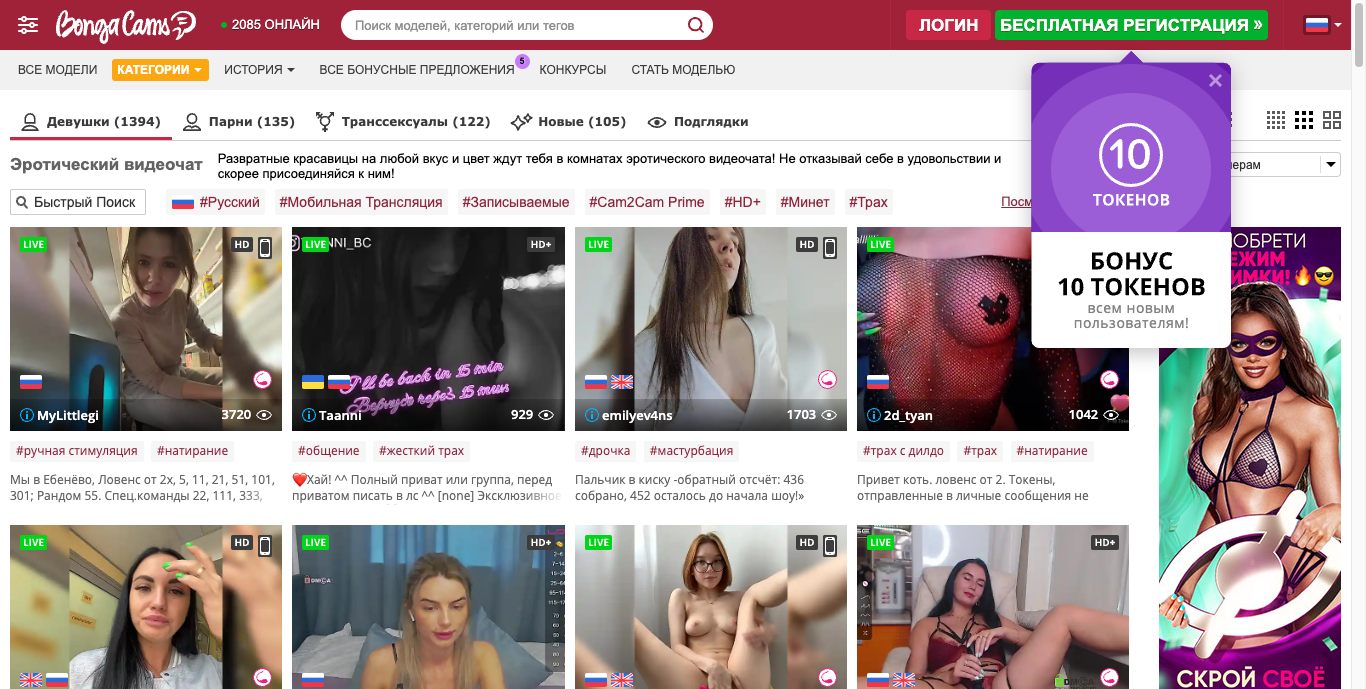 BongaCams
2085 ОНЛАЙН
Поиск моделей, категорий или тегов
ЛОГИН
БЕСПЛАТНАЯ РЕГИСТРАЦИЯ »
ВСЕ МОДЕЛИ
КАТЕГОРИИ
ИСТОРИЯ
ВСЕ БОНУСНЫЕ ПРЕДЛОЖЕНИЯ
5
КОНКУРСЫ
СТАТЬ МОДЕЛЬЮ
Девушки (1394)
Парни (135)
Транссексуалы (122)
Новые (105)
Подглядки
10
ТОКЕНОВ
БОНУС
10 ТОКЕНОВ
всем новым
пользователям!
Эротический видеочат
Развратные красавицы на любой вкус и цвет ждут тебя в комнатах эротического видеочата! Не отказывай себе в удовольствии и
скорее присоединяйся к ним!
Быстрый Поиск
#Русский
#Мобильная Трансляция
#Записываемые
#Cam2Cam Prime
#HD+
#Минет
#Трах
LIVE
HD
MyLittlegi
3720
LIVE
HD+
I'll be back in 15 min
Вернусь через 15 минут
Taanni
929
LIVE
HD
emilyev4ns
1703
LIVE
2d_tyan
1042
#ручная стимуляция
#натирание
#общение
#жесткий трах
#дрочка
#мастурбация
#трах с дилдо
#трах
#натирание
Мы в Ебенёво, Ловенс от 2х, 5, 11, 21, 51, 101,
301; Рандом 55. Спец.команды 22, 111, 333,
Хай! ^^ Полный приват или группа, перед
приватом писать в лс ^^ [none] Эксклюзивное
Пальчик в киску -обратный отсчёт: 436
собрано, 452 осталось до начала шоу!»
Привет коть. ловенс от 2. Токены,
отправленные в личные сообщения не
LIVE
HD
LIVE
HD+
DMCA
LIVE
HD
LIVE
HD+
DMCA
СКРОЙ СВОЁ